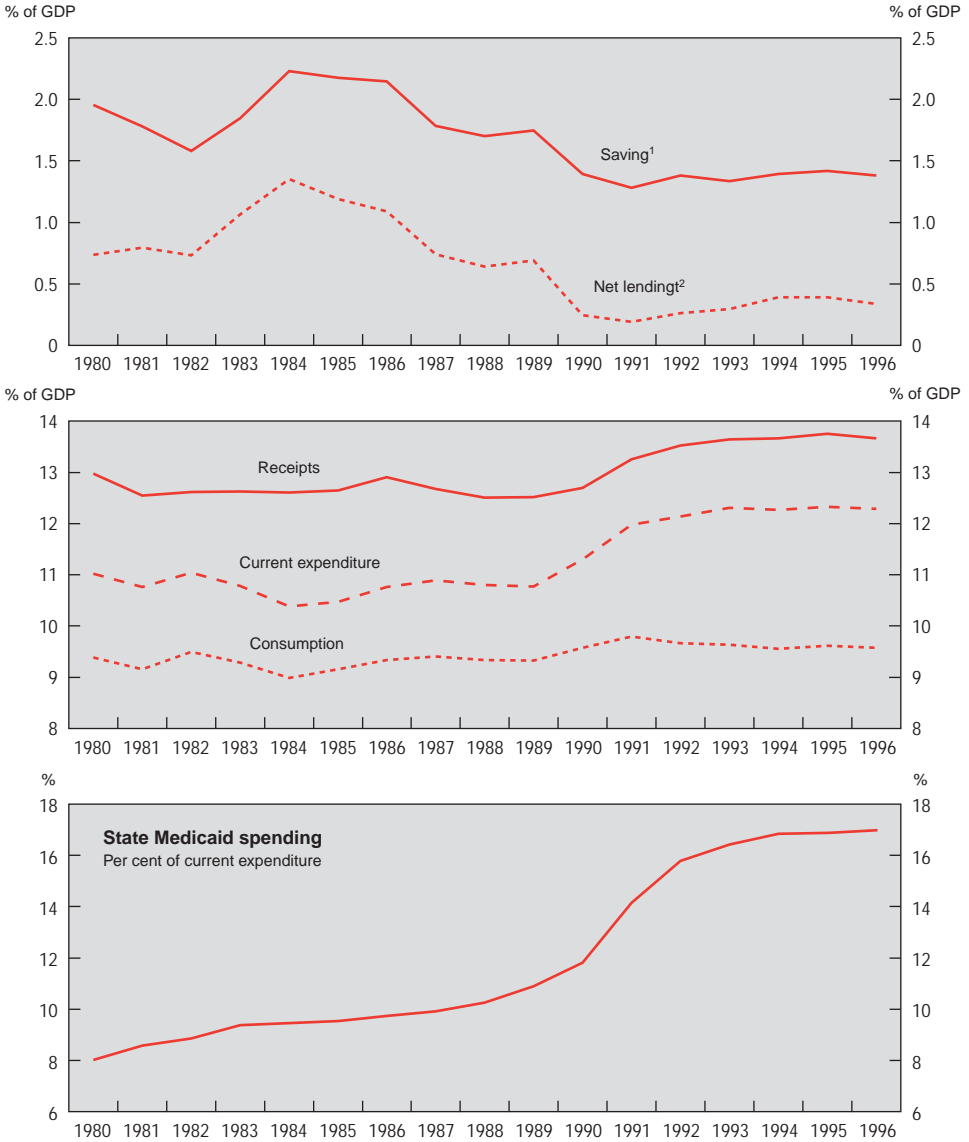 % of GDP % of GDP
2.5 2.5
2.0 2.0
1.5 Saving¹ 1.5
1.0 1.0
0.5 Net lendingt² 0.5
0 0
1980 1981 1982 1983 1984 1985 1986 1987 1988 1989 1990 1991 1992 1993 1994 1995 1996
% of GDP % of GDP
14 14
13 Receipts 13
12 12
Current expenditure
11 11
10 Consumption 10
9 9
8 8
1980 1981 1982 1983 1984 1985 1986 1987 1988 1989 1990 1991 1992 1993 1994 1995 1996
% %
18 18
State Medicaid spending
Per cent of current expenditure
16 16
14 14
12 12
10 10
8 8
6 6
1980 1981 1982 1983 1984 1985 1986 1987 1988 1989 1990 1991 1992 1993 1994 1995 1996